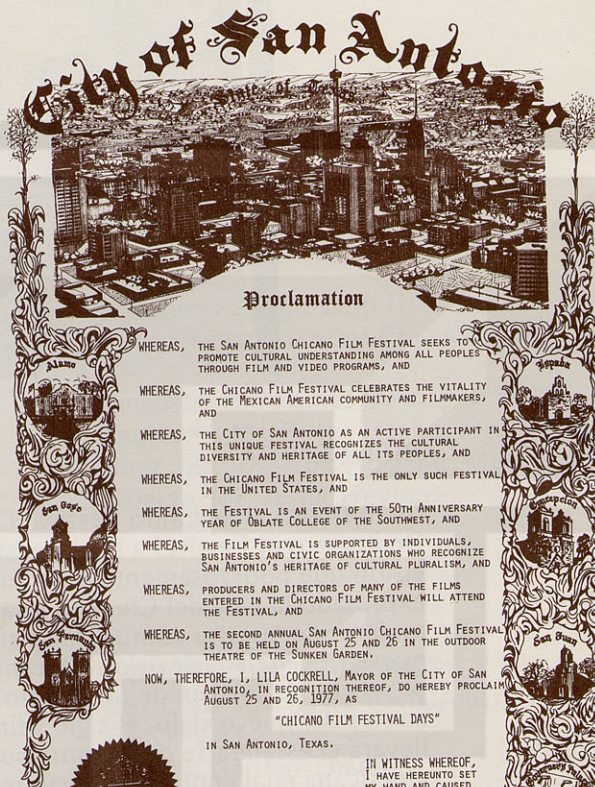 City of San Antonio
State of Texas
Proclamation
WHEREAS, THE SAN ANTONIO CHICANO FILM FESTIVAL SEEKS TO
PROMOTE CULTURAL UNDERSTANDING AMONG ALL PEOPLES
THROUGH FILM AND VIDEO PROGRAMS, AND
WHEREAS, THE CHICANO FILM FESTIVAL CELEBRATES THE VITALITY
OF THE MEXICAN AMERICAN COMMUNITY AND FILMMAKERS,
AND
WHEREAS, THE CITY OF SAN ANTONIO AS AN ACTIVE PARTICIPANT IN
THIS UNIQUE FESTIVAL RECOGNIZES THE CULTURAL
DIVERSITY AND HERITAGE OF ALL ITS PEOPLES, AND
WHEREAS, THE CHICANO FILM FESTIVAL IS THE ONLY SUCH FESTIVAL
IN THE UNITED STATES, AND
WHEREAS, THE FESTIVAL IS AN EVENT OF THE 50TH ANNIVERSARY
YEAR OF OBLATE COLLEGE OF THE SOUTHWEST, AND
WHEREAS, THE FILM FESTIVAL IS SUPPORTED BY INDIVIDUALS,
BUSINESSES AND CIVIC ORGANIZATIONS WHO RECOGNIZE
SAN ANTONIO'S HERITAGE OF CULTURAL PLURALISM, AND
WHEREAS, PRODUCERS AND DIRECTORS OF MANY OF THE FILMS
ENTERED IN THE CHICANO FILM FESTIVAL WILL ATTEND
THE FESTIVAL, AND
WHEREAS, THE SECOND ANNUAL SAN ANTONIO CHICANO FILM FESTIVAL
IS TO BE HELD ON AUGUST 25 AND 26 IN THE OUTDOOR
THEATRE OF THE SUNKEN GARDEN.
NOW, THEREFORE, I, LILA COCKRELL, MAYOR OF THE CITY OF SAN
ANTONIO, IN RECOGNITION THEREOF, DO HEREBY PROCLAIM
AUGUST 25 AND 26, 1977, AS
"CHICANO FILM FESTIVAL DAYS"
IN SAN ANTONIO, TEXAS.
IN WITNESS WHEREOF,
I HAVE HEREUNTO SET
MY HAND AND CAUSED
Alamo
San José
San Fernando
Espada
Concepcion
San Juan